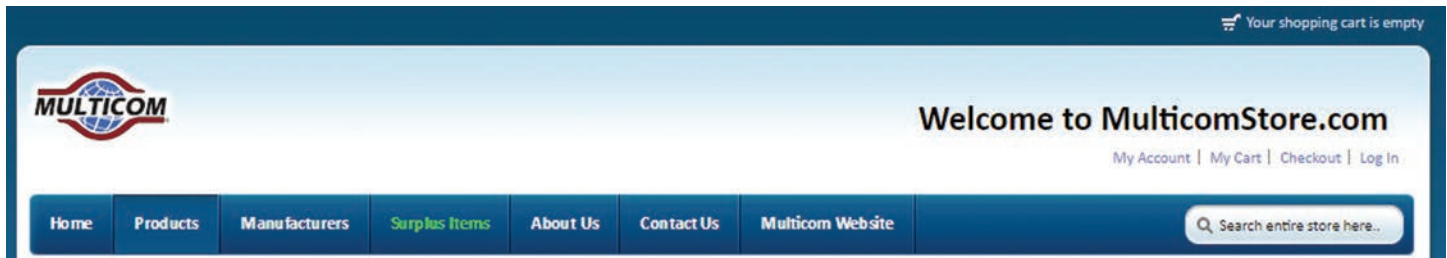 Your shopping cart is empty
MULTICOM
Welcome to MulticomStore.com
My Account | My Cart | Checkout | Log In
Home Products Manufacturers Surplus Items About Us Contact Us Multicom Website Search entire store here..